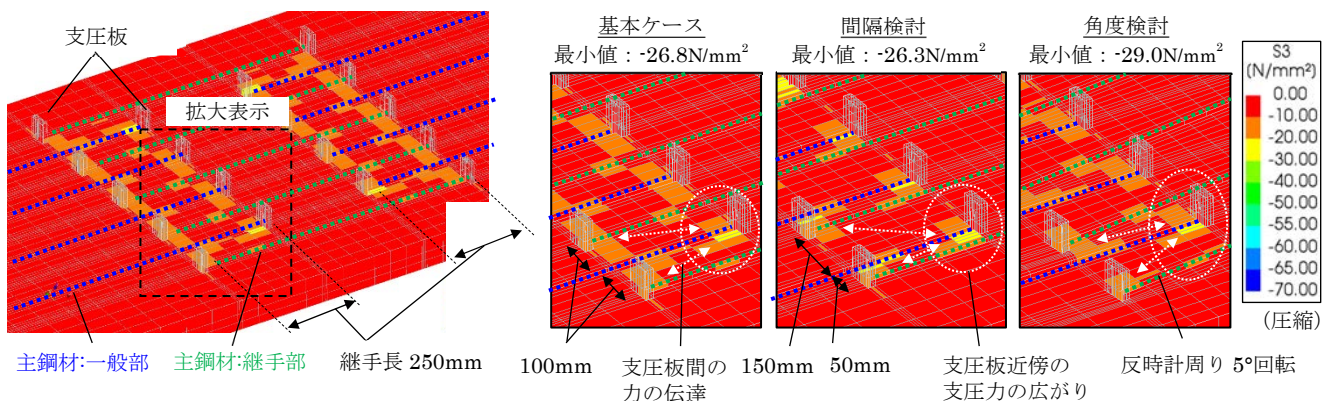 支圧板
拡大表示
主鋼材:一般部
主鋼材:継手部
継手長 250mm
基本ケース
最小値：-26.8N/mm²
100mm
支圧板間の
力の伝達
間隔検討
最小値：-26.3N/mm²
150mm
50mm
支圧板近傍の
支圧力の広がり
角度検討
最小値：-29.0N/mm²
反時計周り 5°回転
S3
(N/mm²)
0.00
-10.00
-20.00
-30.00
-40.00
-50.00
-55.00
-60.00
-65.00
-70.00
(圧縮)